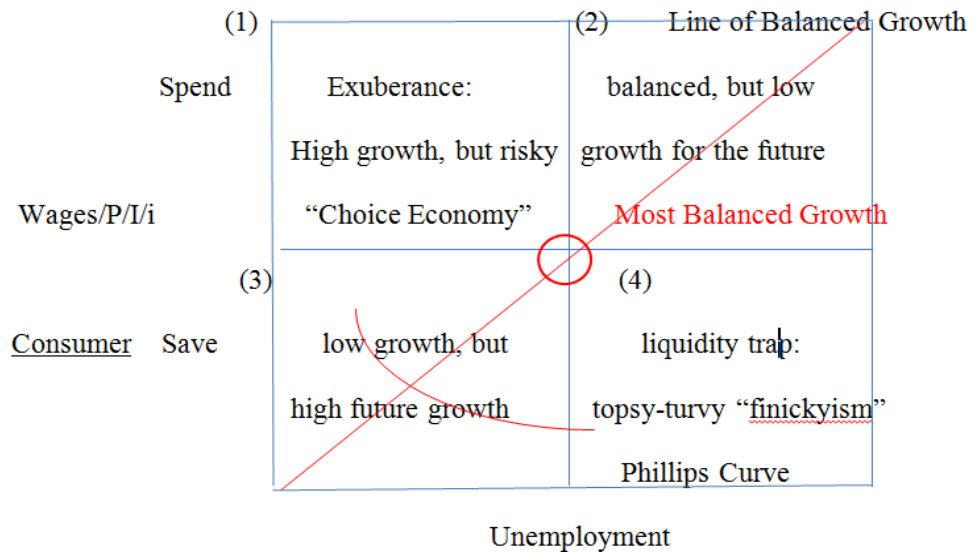 (1) (2) Line of Balanced Growth
Spend Exuberance: balanced, but low
High growth, but risky growth for the future
Wages/P/I/i “Choice Economy” Most Balanced Growth
(3) (4)
Consumer Save low growth, but liquidity trap:
high future growth topsy-turvy “finickyism”
Phillips Curve
Unemployment